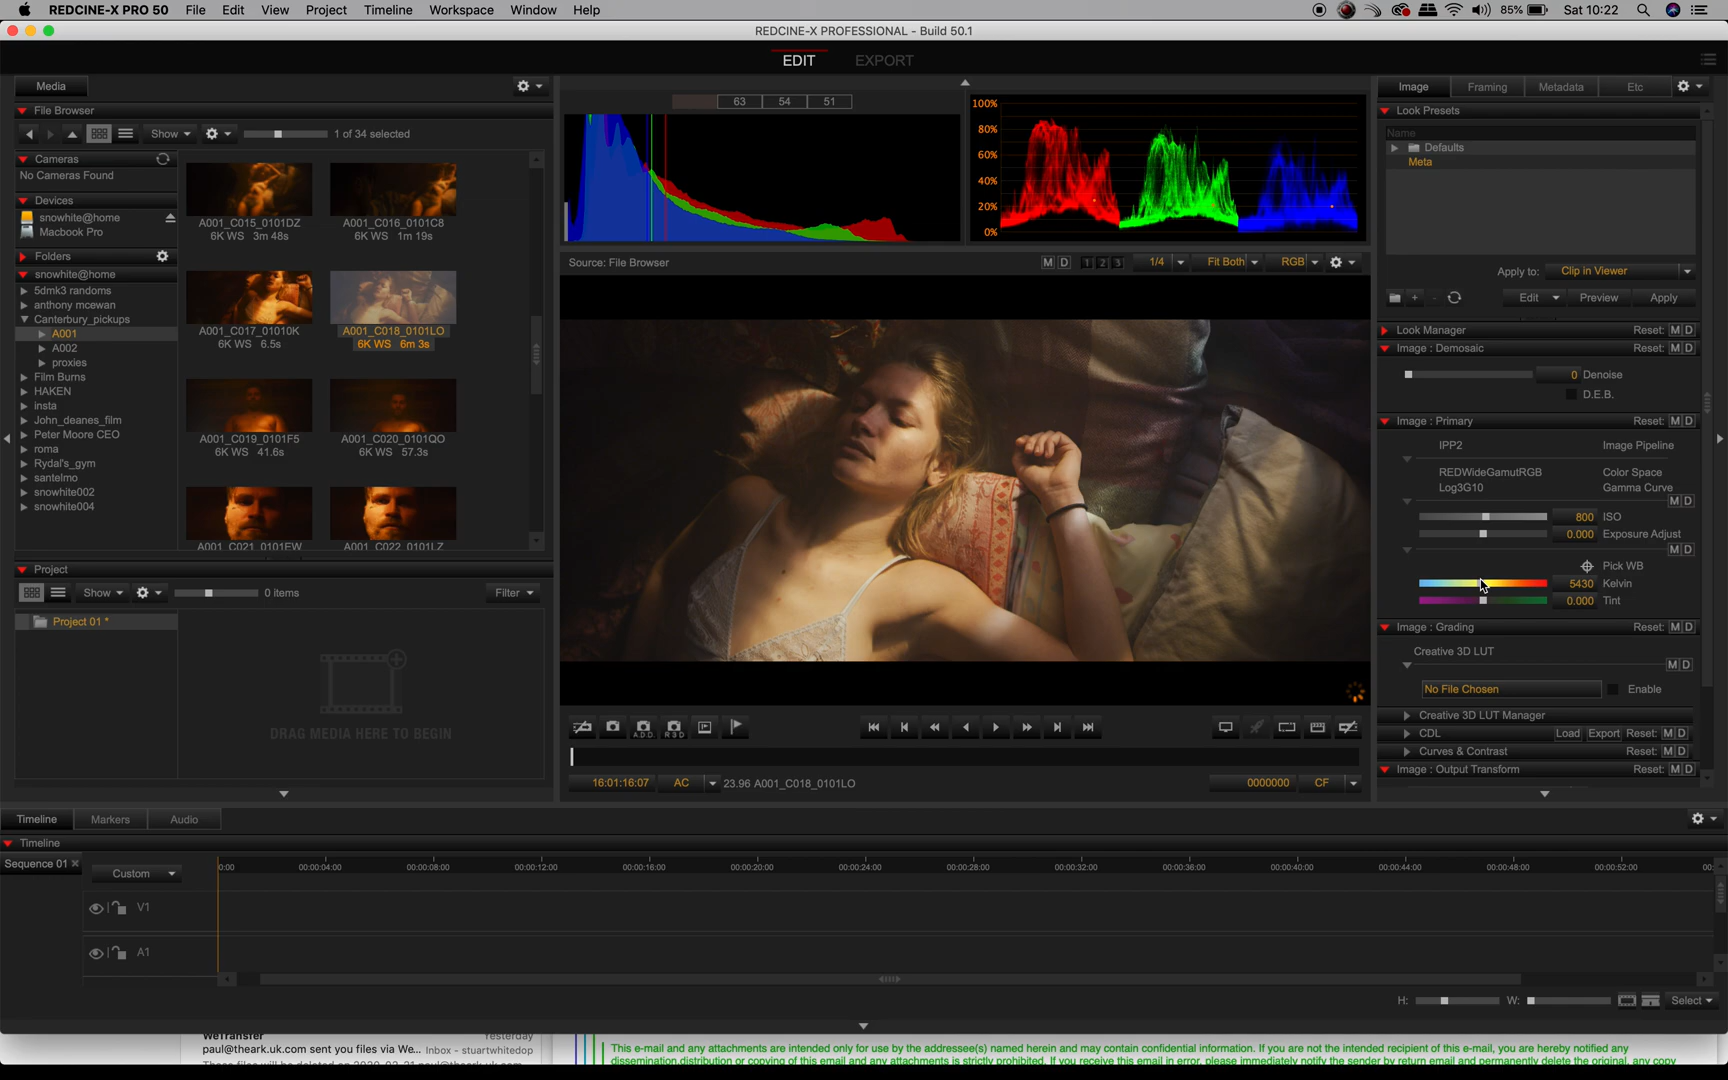 REDCINE-X PRO 50 File Edit View Project Timeline Workspace Window Help 85% Sat 10:22
REDCINE-X PROFESSIONAL - Build 50.1
EDIT EXPORT
Media
File Browser
Show 1 of 34 selected
Cameras
No Cameras Found
Devices
snowhite@home
Macbook Pro
Folders
snowhite@home
5dmk3 randoms
anthony mcewan
Canterbury_pickups
A001
A002
proxies
Film Burns
HAKEN
insta
John_deanes_film
Peter Moore CEO
roma
Rydal's_gym
santelmo
snowhite002
snowhite004
A001_C015_0101DZ
6K WS 3m 48s
A001_C016_0101C8
6K WS 1m 19s
A001_C017_01010K
6K WS 6.5s
A001_C018_0101LO
6K WS 6m 3s
A001_C019_0101F5
6K WS 41.6s
A001_C020_0101QO
6K WS 57.3s
A001_C021_0101EW
A001_C022_0101LZ
Project
Show 0 items Filter
Project 01 *
DRAG MEDIA HERE TO BEGIN
63 54 51
100%
80%
60%
40%
20%
0%
Source: File Browser M D 1 2 3 1/4 Fit Both RGB
A.D.D. R3D
16:01:16:07 AC 23.96 A001_C018_0101LO 0000000 CF
Image Framing Metadata Etc
Look Presets
Name
Defaults
Meta
Apply to: Clip in Viewer
Edit Preview Apply
Look Manager Reset: M D
Image : Demosaic Reset: M D
0 Denoise
D.E.B.
Image : Primary Reset: M D
IPP2 Image Pipeline
REDWideGamutRGB Color Space
Log3G10 Gamma Curve
M D
800 ISO
0.000 Exposure Adjust
M D
Pick WB
5430 Kelvin
0.000 Tint
Image : Grading Reset: M D
Creative 3D LUT
M D
No File Chosen Enable
Creative 3D LUT Manager
CDL Load Export Reset: M D
Curves & Contrast Reset: M D
Image : Output Transform Reset: M D
Timeline Markers Audio
Timeline
Sequence 01
Custom
0:00 00:00:04:00 00:00:08:00 00:00:12:00 00:00:16:00 00:00:20:00 00:00:24:00 00:00:28:00 00:00:32:00 00:00:36:00 00:00:40:00 00:00:44:00 00:00:48:00 00:00:52:00 00:
V1
A1
H: W: Select
WeTransfer Yesterday
paul@theark.uk.com sent you files via We... Inbox - stuartwhitedop
This e-mail and any attachments are intended only for use by the addressee(s) named herein and may contain confidential information. If you are not the intended recipient of this e-mail, you are hereby notified any
dissemination distribution or copying of this email and any attachments is strictly prohibited. If you receive this email in error, please immediately notify the sender by return email and permanently delete the original, any copy